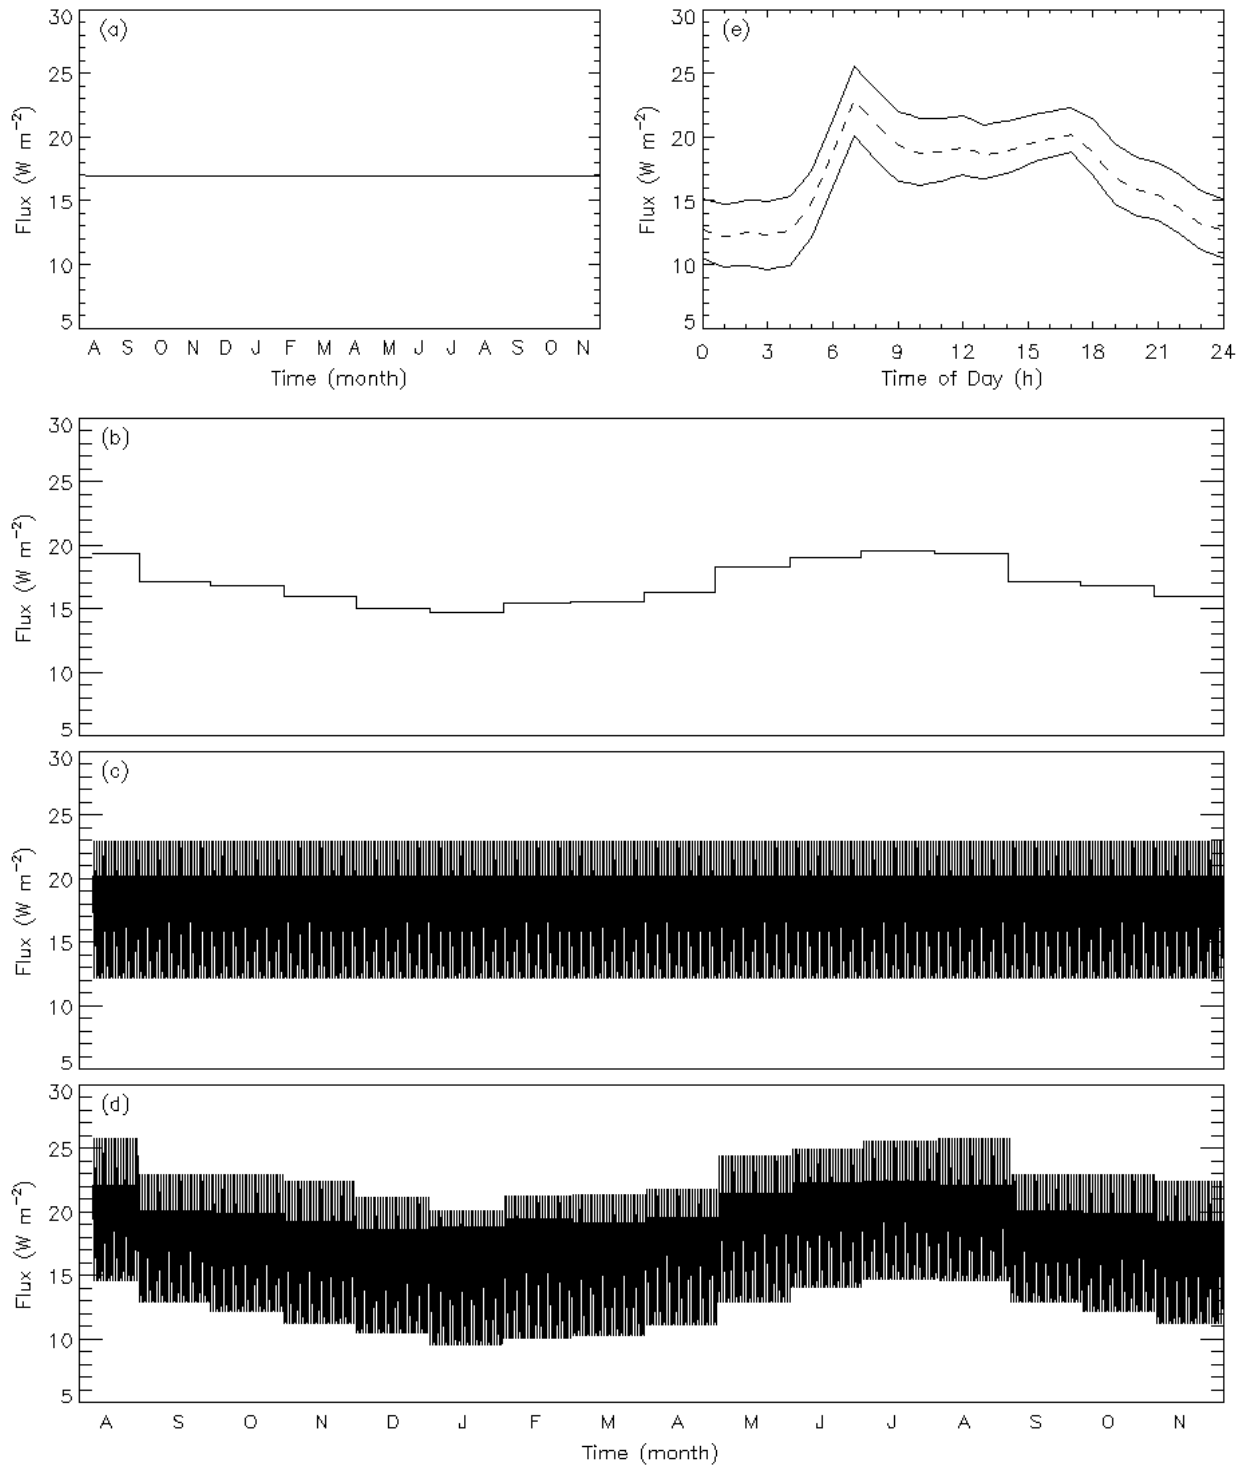 30
(a)
25
20
15
10
5
Flux (W m⁻²)
A S O N D J F M A M J J A S O N
Time (month)
30
(e)
25
20
15
10
5
Flux (W m⁻²)
0 3 6 9 12 15 18 21 24
Time of Day (h)
30
(b)
25
20
15
10
5
Flux (W m⁻²)
30
(c)
25
20
15
10
5
Flux (W m⁻²)
30
(d)
25
20
15
10
5
Flux (W m⁻²)
A S O N D J F M A M J J A S O N
Time (month)